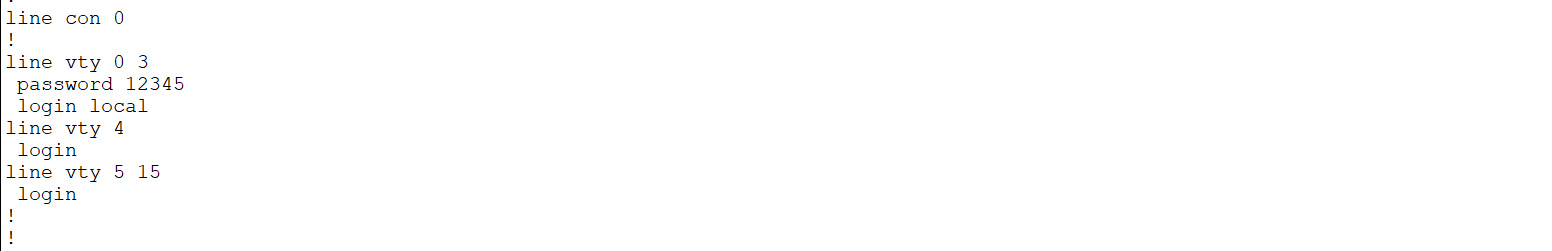 !
line con 0
!
line vty 0 3
 password 12345
 login local
line vty 4
 login
line vty 5 15
 login
!
!